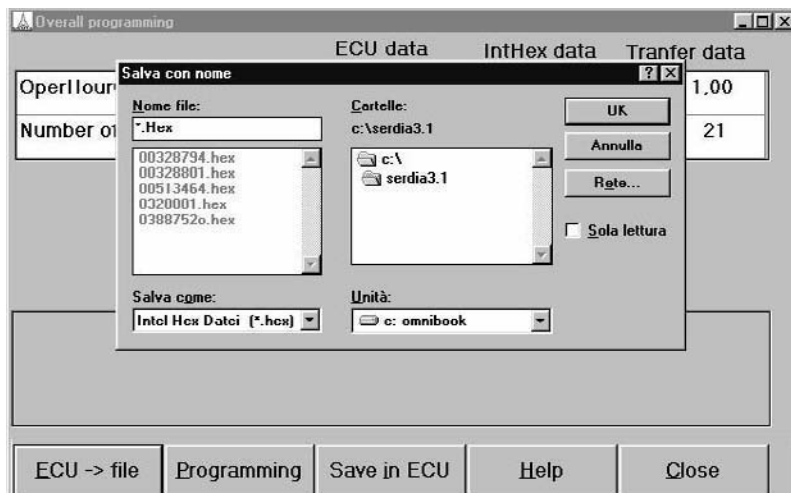 Overall programming
ECU data IntHex data Tranfer data
OperHour 1,00
Number of 21
Salva con nome
Nome file:
*.Hex
00328794.hex
00328801.hex
00513464.hex
0320001.hex
0388752o.hex
Salva come:
Intel Hex Datei (*.hex)
Cartelle:
c:\serdia3.1
c:\
serdia3.1
Unità:
c: omnibook
OK
Annulla
Rete...
Sola lettura
ECU -> file Programming Save in ECU Help Close